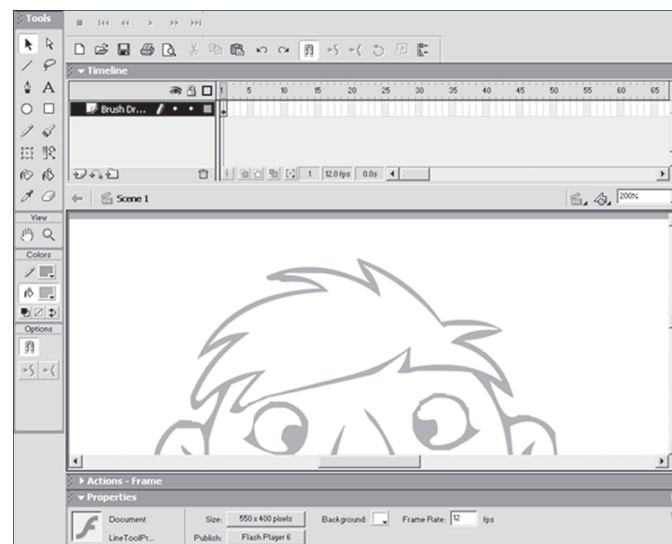 Tools
Timeline
1 5 10 15 20 25 30 35 40 45 50 55 60 65
Brush Dr...
1 12.0 fps 0.0s
Scene 1
200%
View
Colors
Options
Actions - Frame
Properties
Document Size: 550 x 400 pixels Background: Frame Rate: 12 fps
LineToolPr... Publish: Flash Player 6